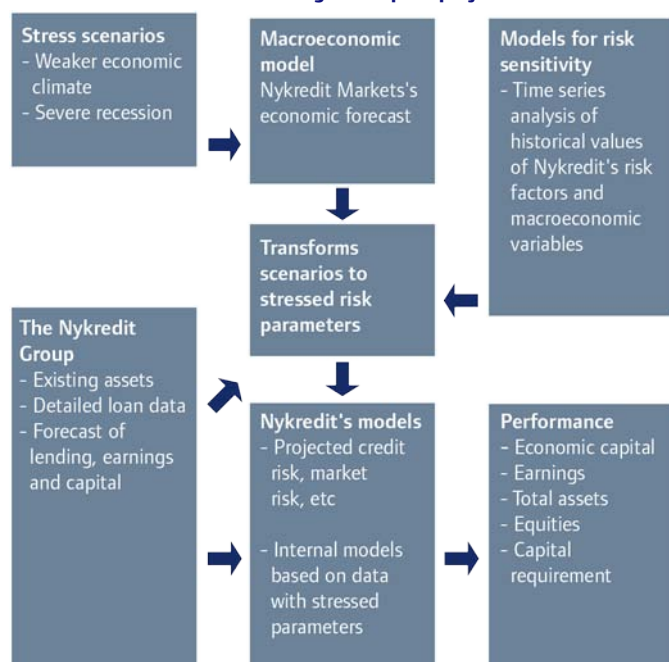 Stress scenarios
- Weaker economic
climate
- Severe recession
Macroeconomic
model
Nykredit Markets's
economic forecast
Models for risk
sensitivity
- Time series
analysis of
historical values
of Nykredit's risk
factors and
macroeconomic
variables
Transforms
scenarios to
stressed risk
parameters
The Nykredit
Group
- Existing assets
- Detailed loan data
- Forecast of
lending, earnings
and capital
Nykredit's models
- Projected credit
risk, market
risk, etc
- Internal models
based on data
with stressed
parameters
Performance
- Economic capital
- Earnings
- Total assets
- Equities
- Capital
requirement